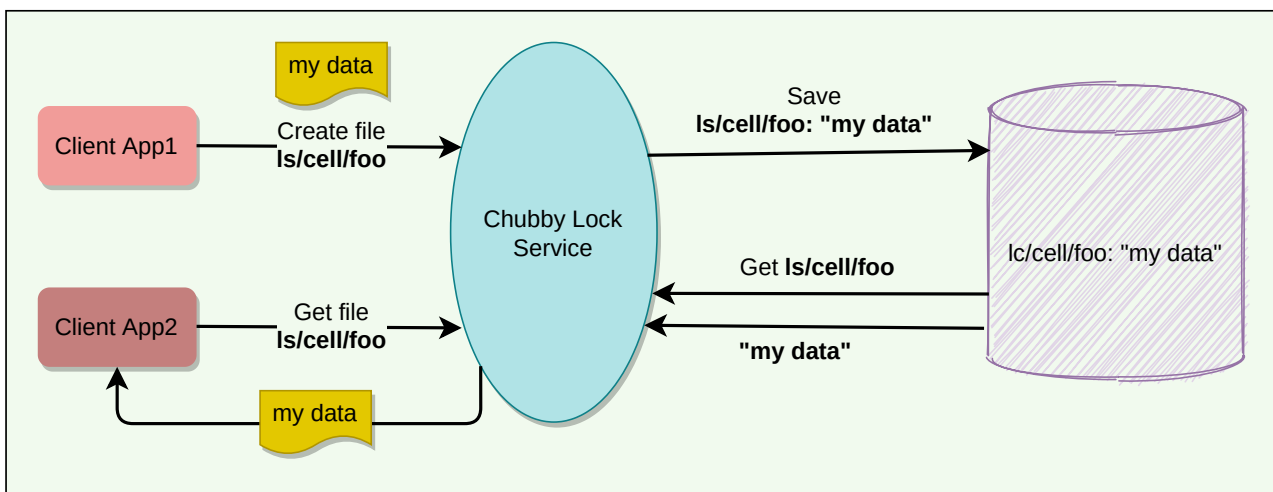 my data
Client App1
Create file
ls/cell/foo
Save
ls/cell/foo: "my data"
Chubby Lock
Service
lc/cell/foo: "my data"
Get ls/cell/foo
Client App2
Get file
ls/cell/foo
"my data"
my data